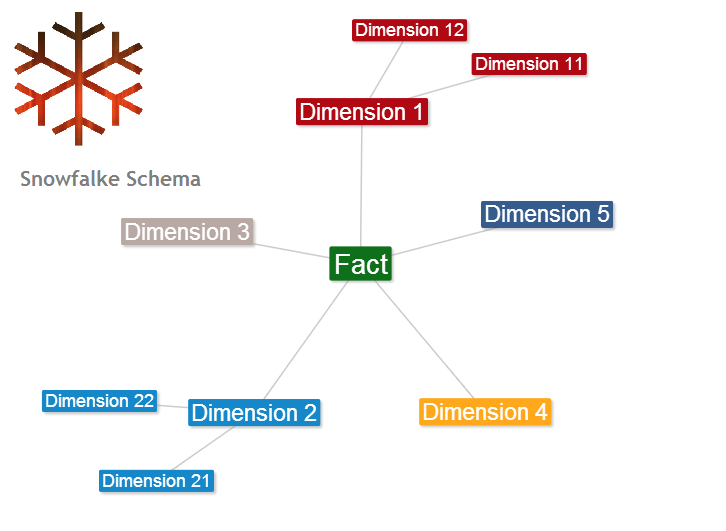 Dimension 12
Dimension 11
Dimension 1
Snowfalke Schema
Dimension 5
Dimension 3
Fact
Dimension 22
Dimension 2
Dimension 4
Dimension 21